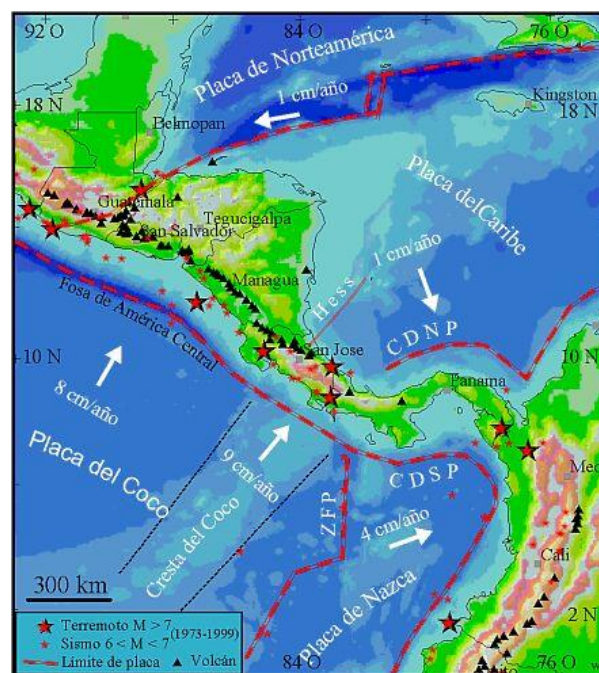 92 O
84 O
76 O
Placa de Norteamérica
1 cm/año
18 N
Kingston
18 N
Belmopan
Placa del Caribe
Guatemala
Tegucigalpa
San Salvador
1 cm/año
Managua
Hess
Fosa de América Central
CDNP
10 N
San Jose
10 N
Panama
8 cm/año
Placa del Coco
9 cm/año
CDSP
Med
ZFP
4 cm/año
Cresta del Coco
Cali
300 km
Placa de Nazca
2 N
Terremoto M > 7
(1973-1999)
Sismo 6 < M < 7
Límite de placa
Volcán
84 O
76 O